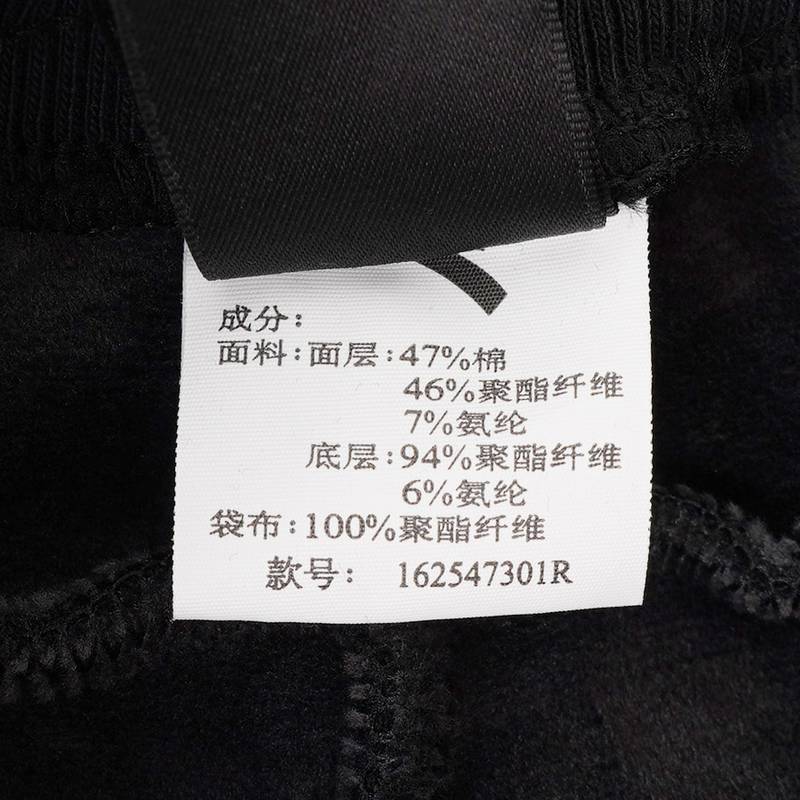 成分：
面料：面层：47%棉
46%聚酯纤维
7%氨纶
底层：94%聚酯纤维
6%氨纶
袋布：100%聚酯纤维
款号： 162547301R